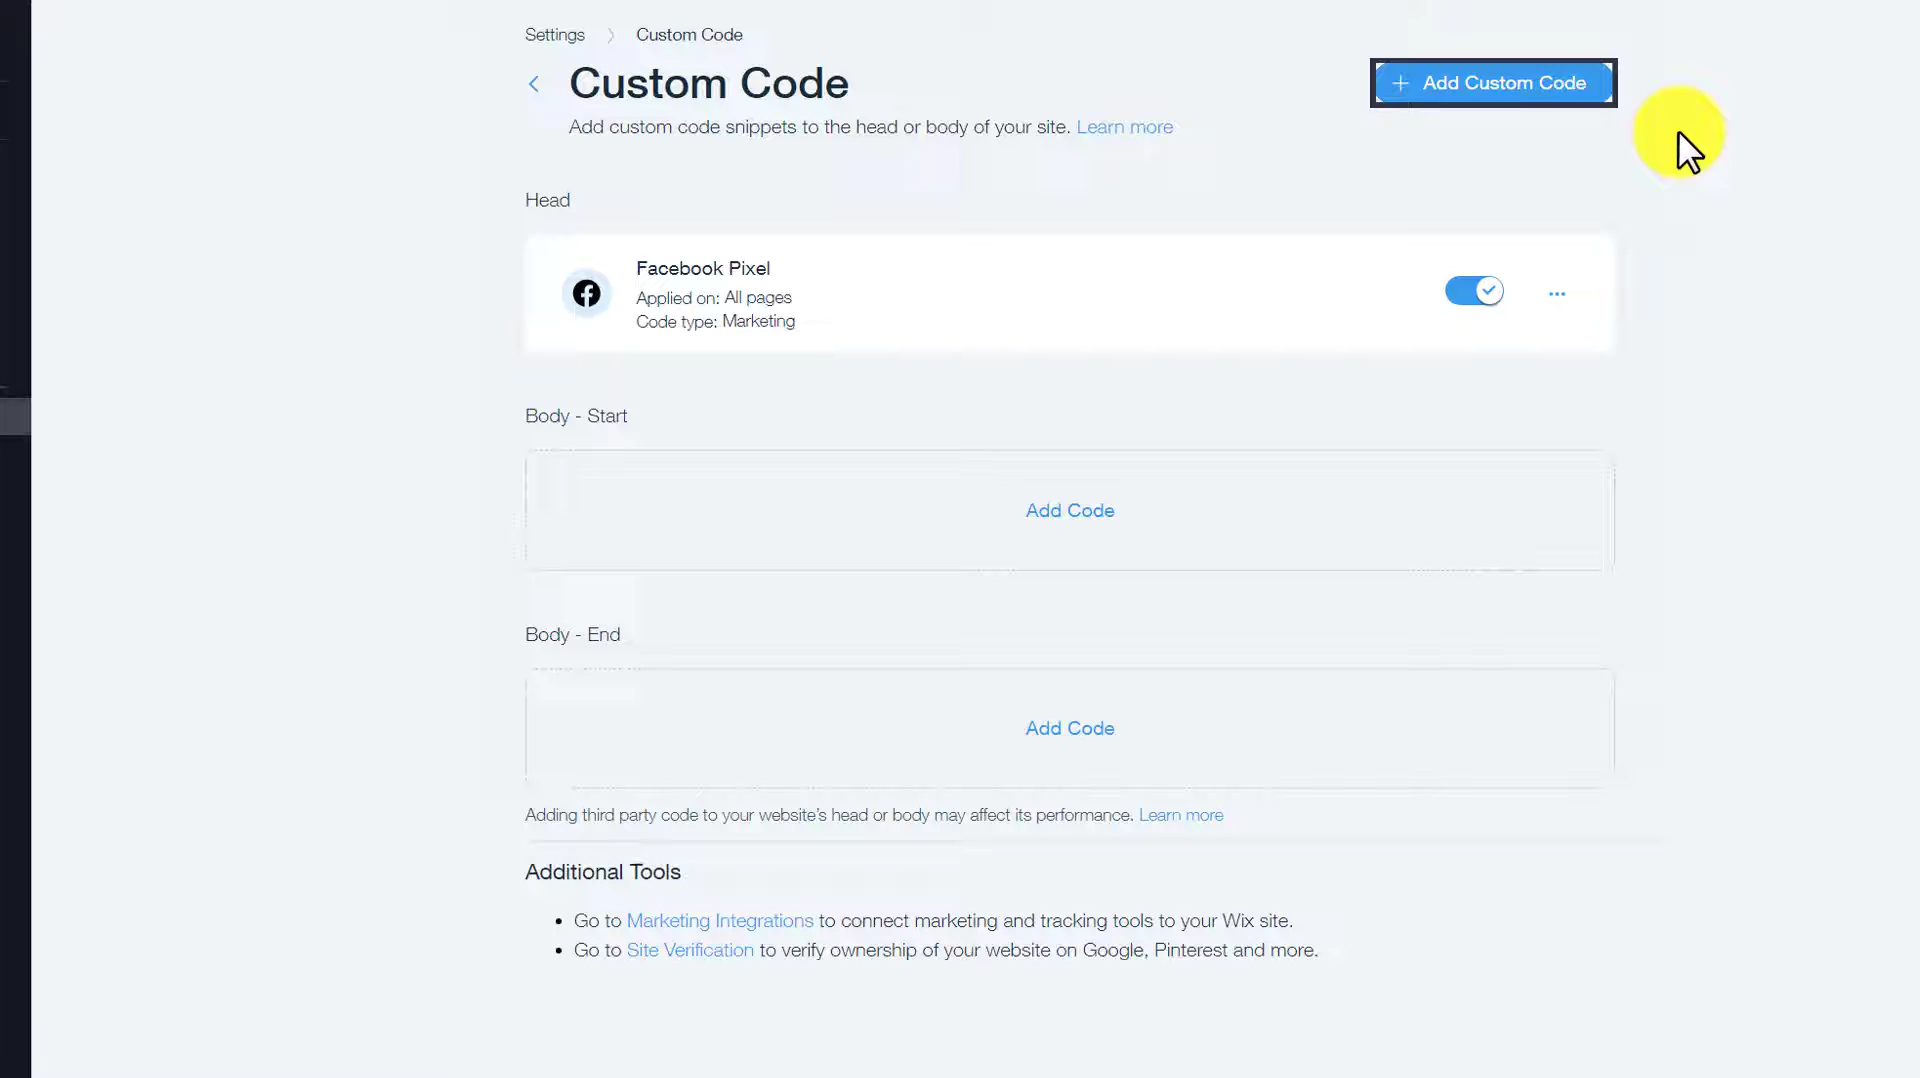 Settings > Custom Code
Custom Code
+ Add Custom Code
Add custom code snippets to the head or body of your site. Learn more
Head
Facebook Pixel
Applied on: All pages
Code type: Marketing
...
Body - Start
Add Code
Body - End
Add Code
Adding third party code to your website's head or body may affect its performance. Learn more
Additional Tools
• Go to Marketing Integrations to connect marketing and tracking tools to your Wix site.
• Go to Site Verification to verify ownership of your website on Google, Pinterest and more.